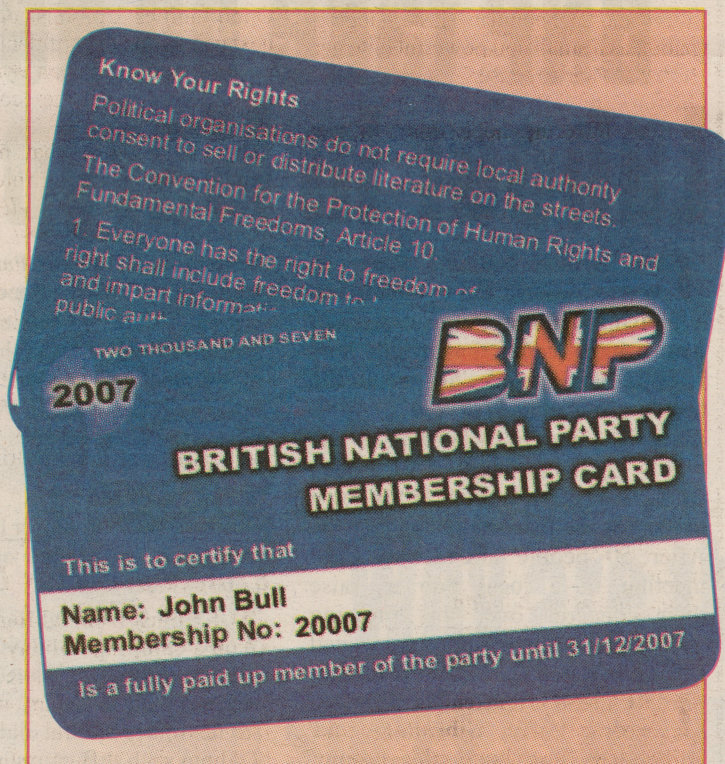 Know Your Rights
Political organisations do not require local authority
consent to sell or distribute literature on the streets.
The Convention for the Protection of Human Rights and
Fundamental Freedoms, Article 10.
1. Everyone has the right to freedom of
right shall include freedom to
and impart
public
TWO THOUSAND AND SEVEN
2007
BNP
BRITISH NATIONAL PARTY
MEMBERSHIP CARD
This is to certify that
Name: John Bull
Membership No: 20007
Is a fully paid up member of the party until 31/12/2007